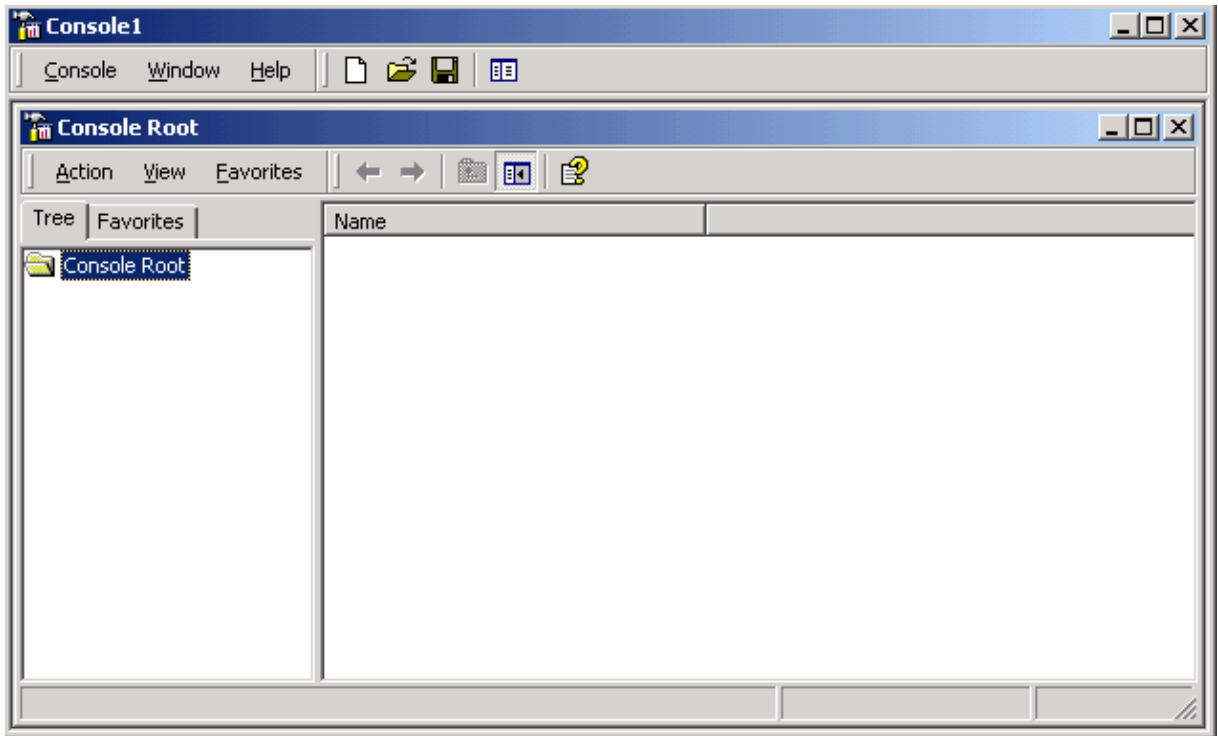 Console1
Console Window Help
Console Root
Action View Favorites
Tree Favorites Name
Console Root